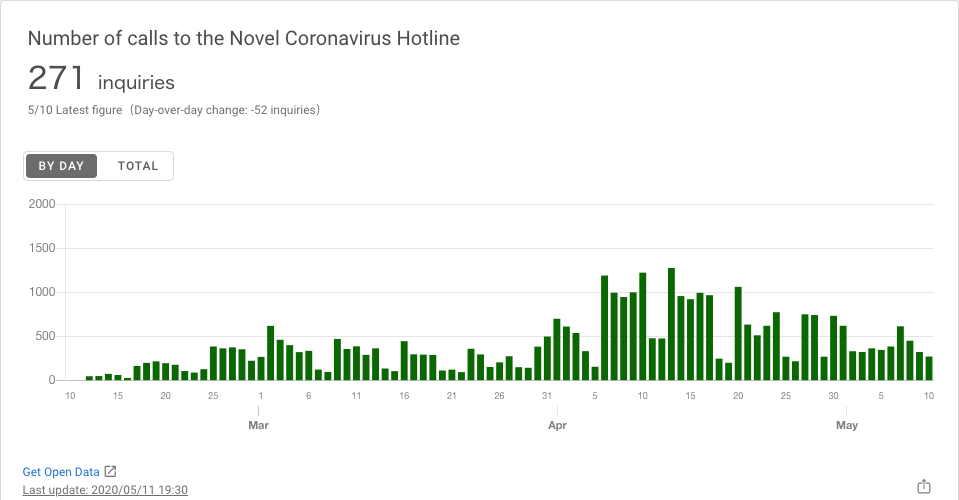 Number of calls to the Novel Coronavirus Hotline
271 inquiries
5/10 Latest figure（Day-over-day change: -52 inquiries）
BY DAY TOTAL
2000
1500
1000
500
0
10 15 20 25 1 6 11 16 21 26 31 5 10 15 20 25 30 5 10
Mar Apr May
Get Open Data
Last update: 2020/05/11 19:30